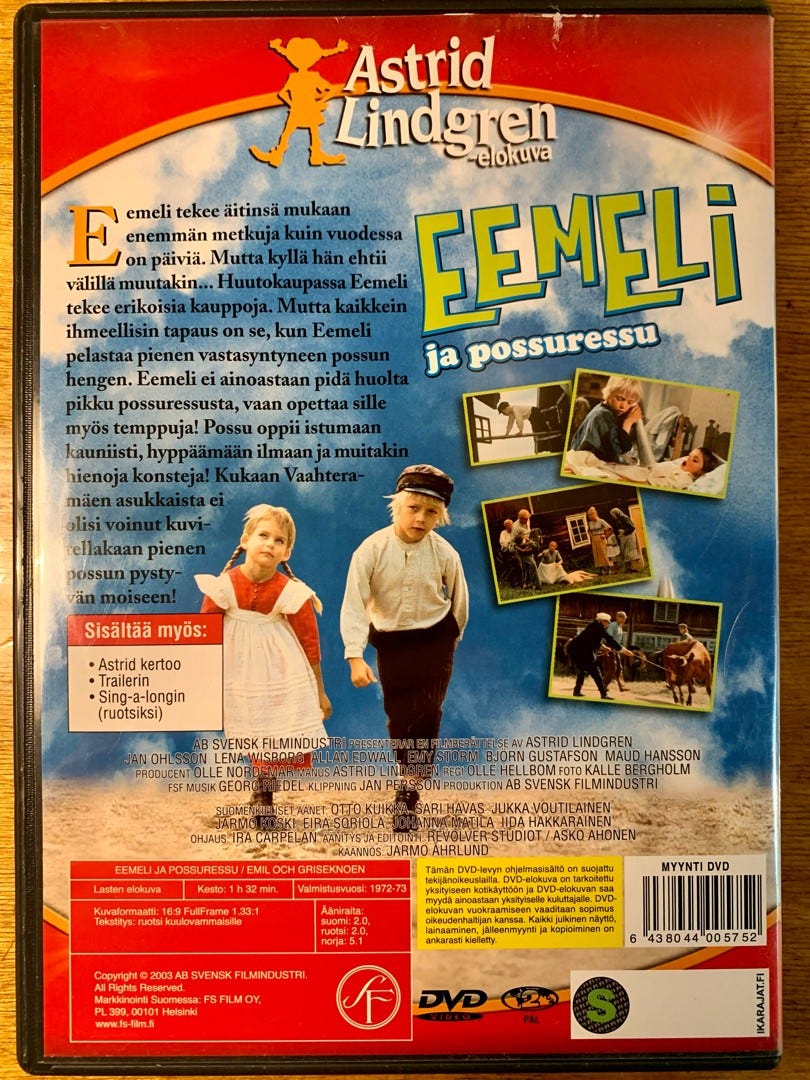 Astrid
Lindgren
-elokuva
EEMELI
ja possuressu
Eemeli tekee äitinsä mukaan
enemmän metkuja kuin vuodessa
on päiviä. Mutta kyllä hän ehtii
välillä muutakin... Huutokaupassa Eemeli
tekee erikoisia kauppoja. Mutta kaikkein
ihmeellisin tapaus on se, kun Eemeli
pelastaa pienen vastasyntyneen possun
hengen. Eemeli ei ainoastaan pidä huolta
pikku possuressusta, vaan opettaa sille
myös temppuja! Possu oppii istumaan
kauniisti, hyppäämään ilmaan ja muitakin
hienoja konsteja! Kukaan Vaahtera-
mäen asukkaista ei
olisi voinut kuvi-
tellakaan pienen
possun pysty-
vän moiseen!
Sisältää myös:
• Astrid kertoo
• Trailerin
• Sing-a-longin
(ruotsiksi)
AB SVENSK FILMINDUSTRI PRESENTERAR EN FILMBERÄTTELSE AV ASTRID LINDGREN
JAN OHLSSON LENA WISBORG ALLAN EDWALL EMY STORM BJÖRN GUSTAFSON MAUD HANSSON
PRODUCENT OLLE NORDEMAR MANUS ASTRID LINDGREN REGI OLLE HELLBOM FOTO KALLE BERGHOLM
FSF MUSIK GEORG RIEDEL KLIPPNING JAN PERSSON PRODUKTION AB SVENSK FILMINDUSTRI
SUOMENKIELISET ÄÄNET OTTO KUIKKA SARI HAVAS JUKKA VOUTILAINEN
JARMO KOSKI EIRA SORIOLA JOHANNA MATILA IIDA HAKKARAINEN
OHJAUS IRA CARPELAN ÄÄNITYS JA EDITOINTI REVOLVER STUDIOT / ASKO AHONEN
KÄÄNNÖS JARMO ÅHRLUND
EEMELI JA POSSURESSU / EMIL OCH GRISEKNOEN
Lasten elokuva Kesto: 1 h 32 min. Valmistusvuosi: 1972-73
Kuvaformaatti: 16:9 FullFrame 1.33:1
Tekstitys: ruotsi kuulovammaisille
Ääniraita:
suomi: 2.0,
ruotsi: 2.0,
norja: 5.1
Copyright © 2003 AB SVENSK FILMINDUSTRI.
All Rights Reserved.
Markkinointi Suomessa: FS FILM OY,
PL 399, 00101 Helsinki
www.fs-film.fi
SF
Tämän DVD-levyn ohjelmasisältö on suojattu
tekijänoikeuslailla. DVD-elokuva on tarkoitettu
yksityiseen kotikäyttöön ja DVD-elokuvan saa
myydä ainoastaan yksityiselle kuluttajalle. DVD-
elokuvan vuokraamiseen vaaditaan sopimus
oikeudenhaltijan kanssa. Kaikki julkinen näyttö,
lainaaminen, jälleenmyynti ja kopioiminen on
ankarasti kielletty.
MYYNTI DVD
6 438044 005752
DVD
VIDEO
2
PAL
S
IKARAJAT.FI